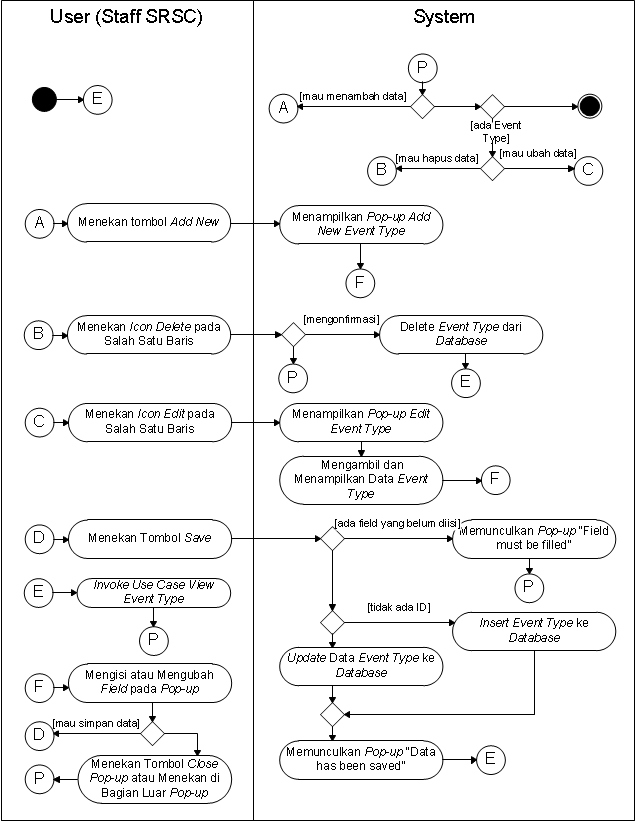 User (Staff SRSC)
System
E
P
[mau menambah data]
A
[ada Event
Type]
[mau hapus data]
[mau ubah data]
B
C
A
Menekan tombol Add New
Menampilkan Pop-up Add
New Event Type
F
B
Menekan Icon Delete pada
Salah Satu Baris
[mengonfirmasi]
Delete Event Type dari
Database
P
E
C
Menekan Icon Edit pada
Salah Satu Baris
Menampilkan Pop-up Edit
Event Type
Mengambil dan
Menampilkan Data Event
Type
F
D
Menekan Tombol Save
[ada field yang belum diisi]
Memunculkan Pop-up "Field
must be filled"
P
E
Invoke Use Case View
Event Type
P
[tidak ada ID]
Insert Event Type ke
Database
Update Data Event Type ke
Database
F
Mengisi atau Mengubah
Field pada Pop-up
[mau simpan data]
D
P
Menekan Tombol Close
Pop-up atau Menekan di
Bagian Luar Pop-up
Memunculkan Pop-up "Data
has been saved"
E